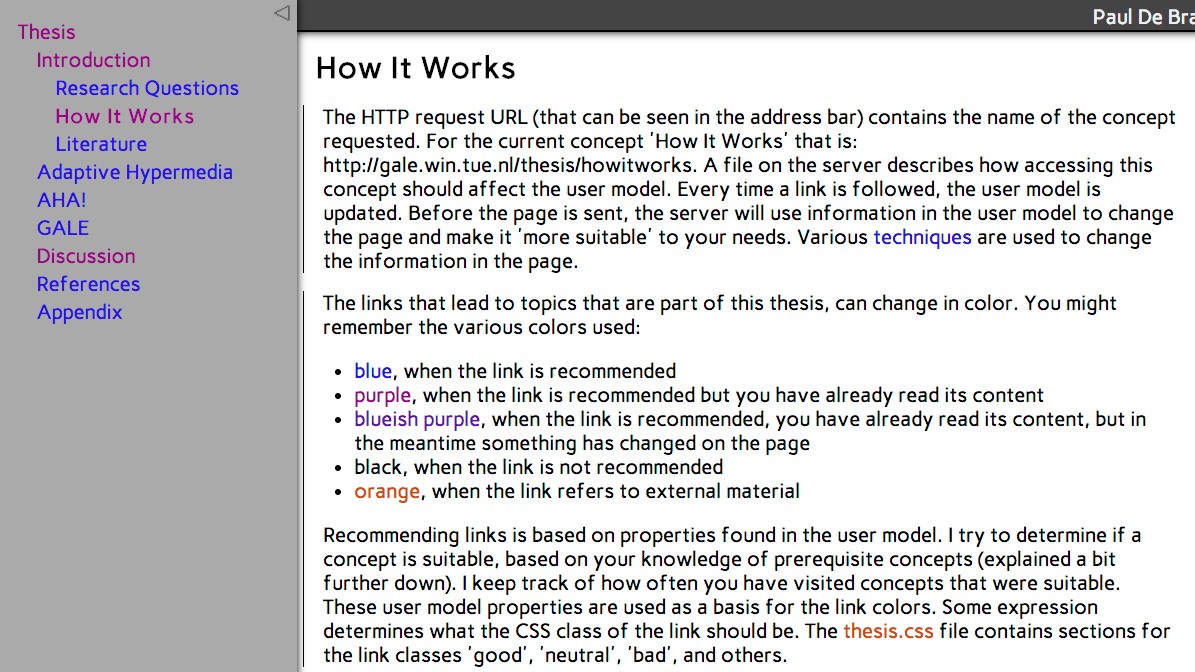 Thesis
Introduction
Research Questions
How It Works
Literature
Adaptive Hypermedia
AHA!
GALE
Discussion
References
Appendix
Paul De Bra
How It Works
The HTTP request URL (that can be seen in the address bar) contains the name of the concept
requested. For the current concept 'How It Works' that is:
http://gale.win.tue.nl/thesis/howitworks. A file on the server describes how accessing this
concept should affect the user model. Every time a link is followed, the user model is
updated. Before the page is sent, the server will use information in the user model to change
the page and make it 'more suitable' to your needs. Various techniques are used to change
the information in the page.
The links that lead to topics that are part of this thesis, can change in color. You might
remember the various colors used:
• blue, when the link is recommended
• purple, when the link is recommended but you have already read its content
• blueish purple, when the link is recommended, you have already read its content, but in
the meantime something has changed on the page
• black, when the link is not recommended
• orange, when the link refers to external material
Recommending links is based on properties found in the user model. I try to determine if a
concept is suitable, based on your knowledge of prerequisite concepts (explained a bit
further down). I keep track of how often you have visited concepts that were suitable.
These user model properties are used as a basis for the link colors. Some expression
determines what the CSS class of the link should be. The thesis.css file contains sections for
the link classes 'good', 'neutral', 'bad', and others.